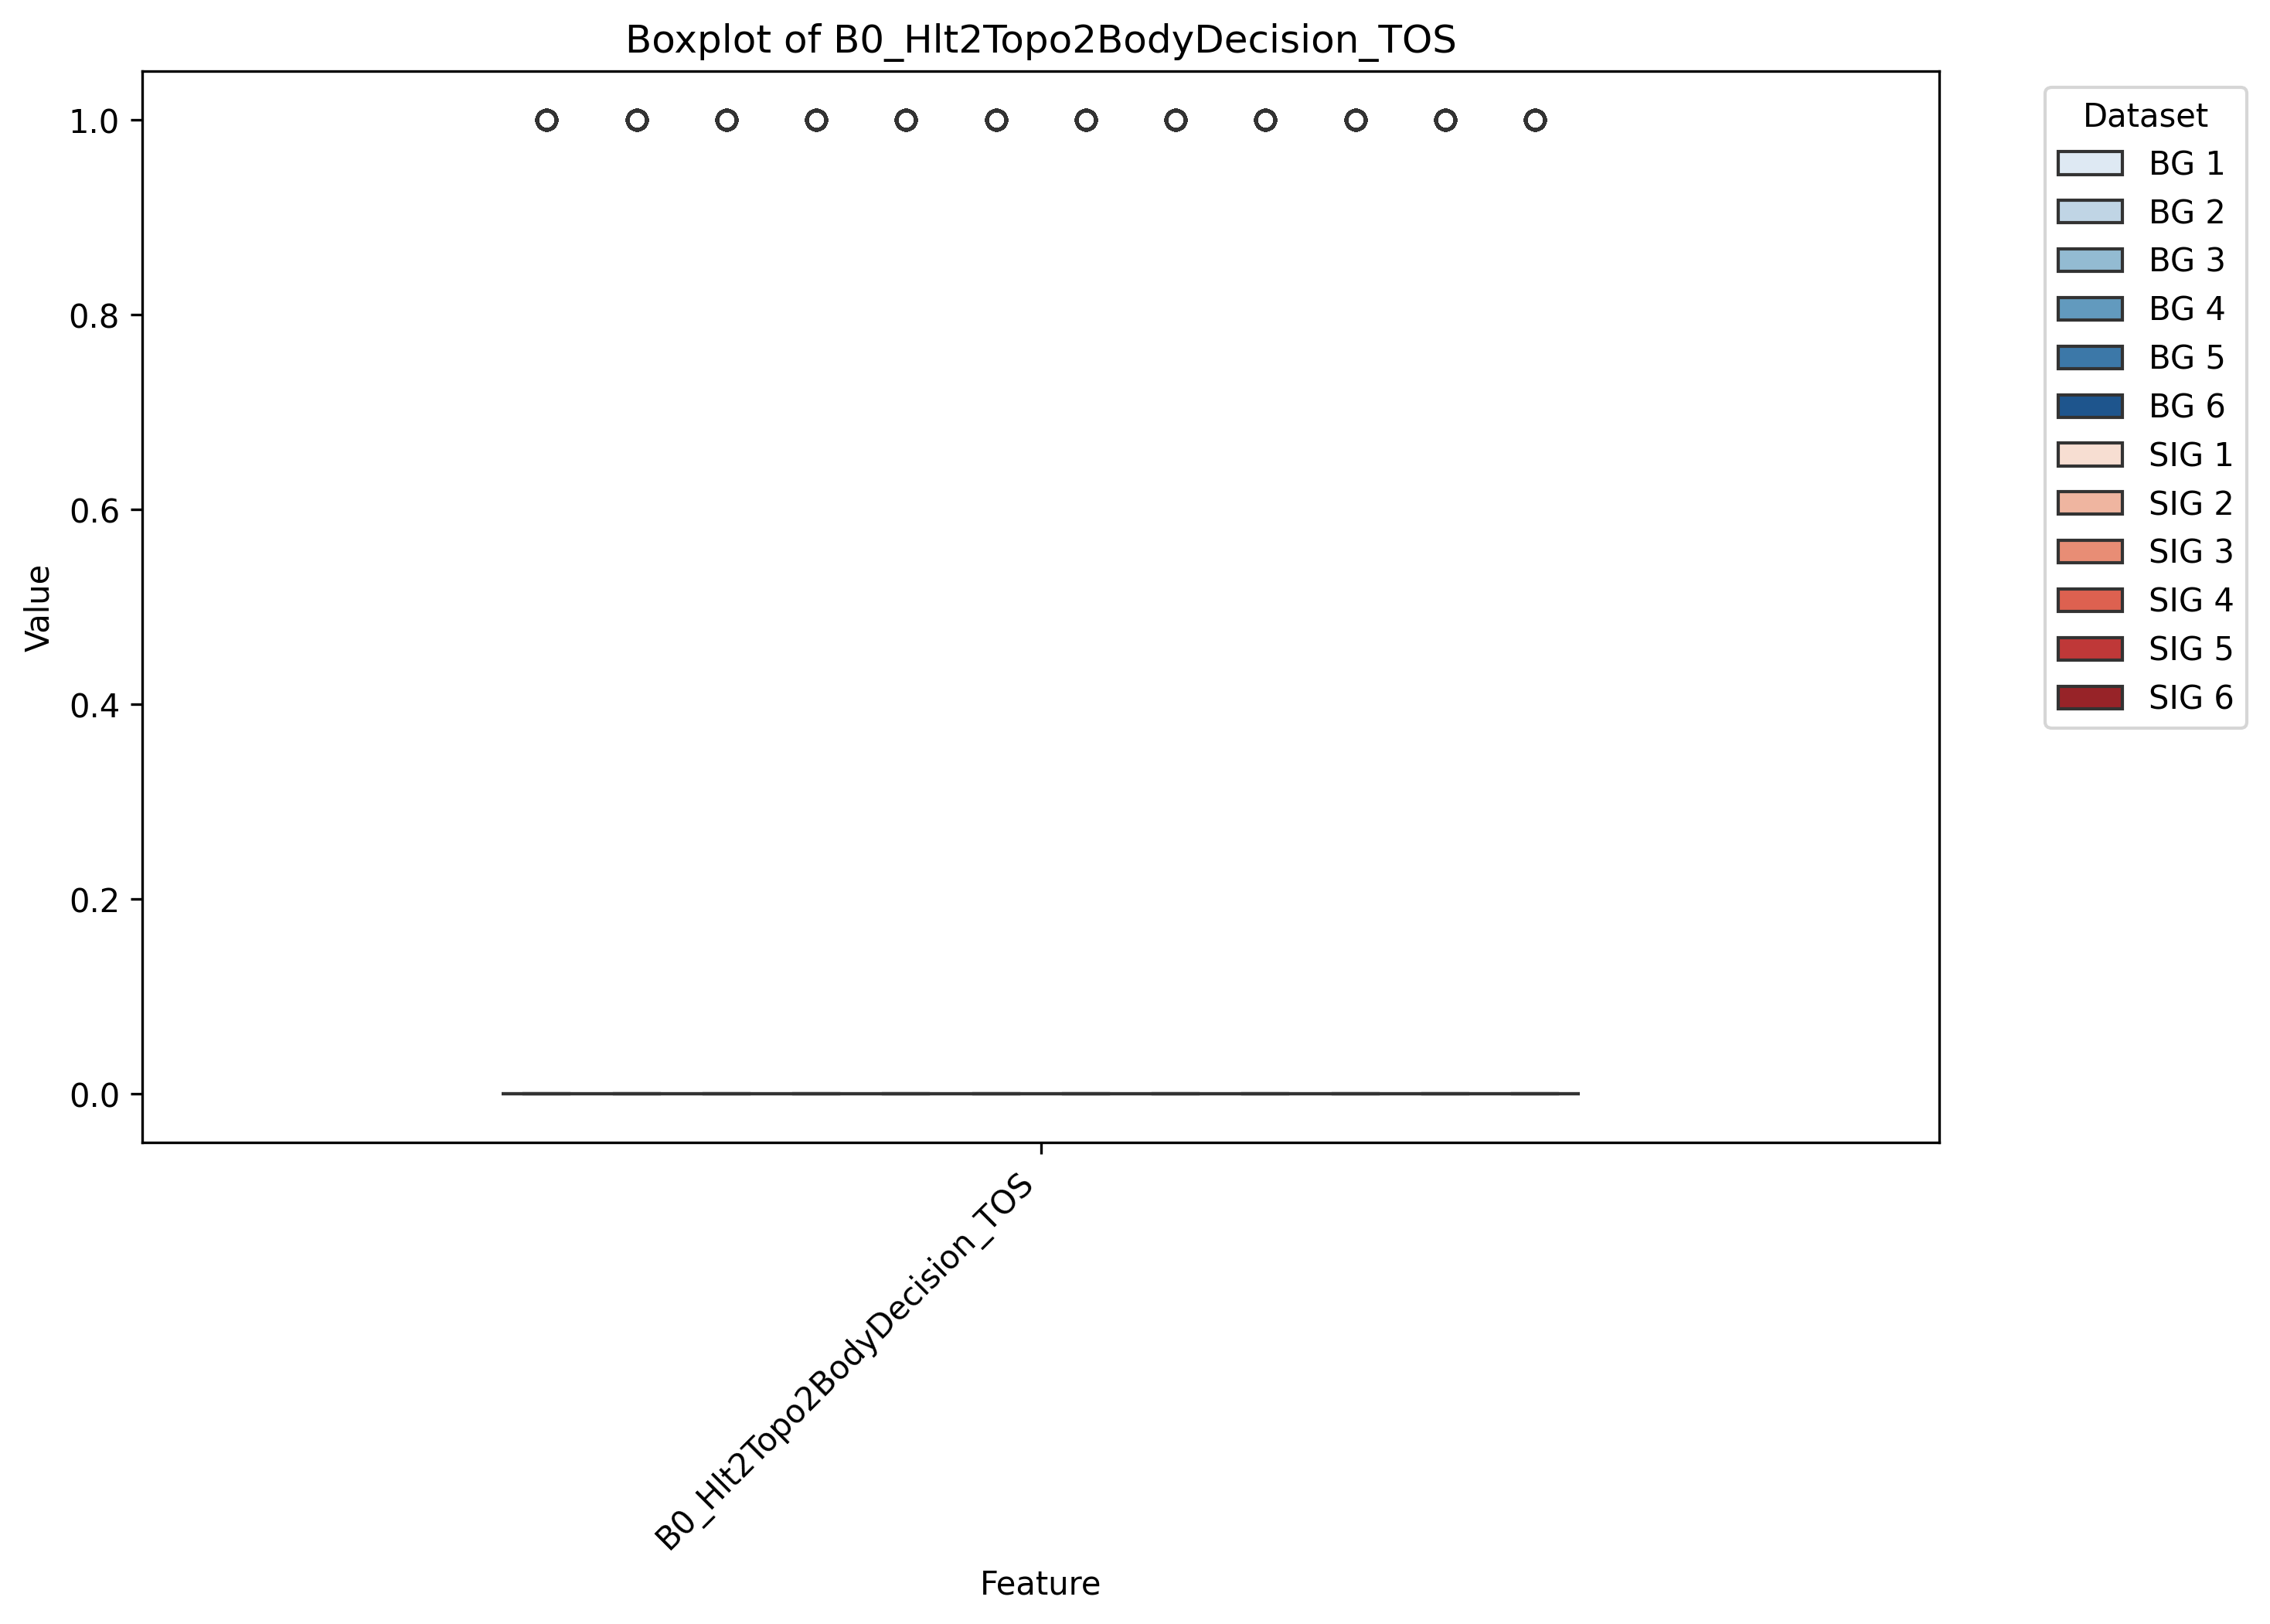 Boxplot of B0_Hlt2Topo2BodyDecision_TOS
Value
1.0
0.8
0.6
0.4
0.2
0.0
B0_Hlt2Topo2BodyDecision_TOS
Feature
Dataset
BG 1
BG 2
BG 3
BG 4
BG 5
BG 6
SIG 1
SIG 2
SIG 3
SIG 4
SIG 5
SIG 6